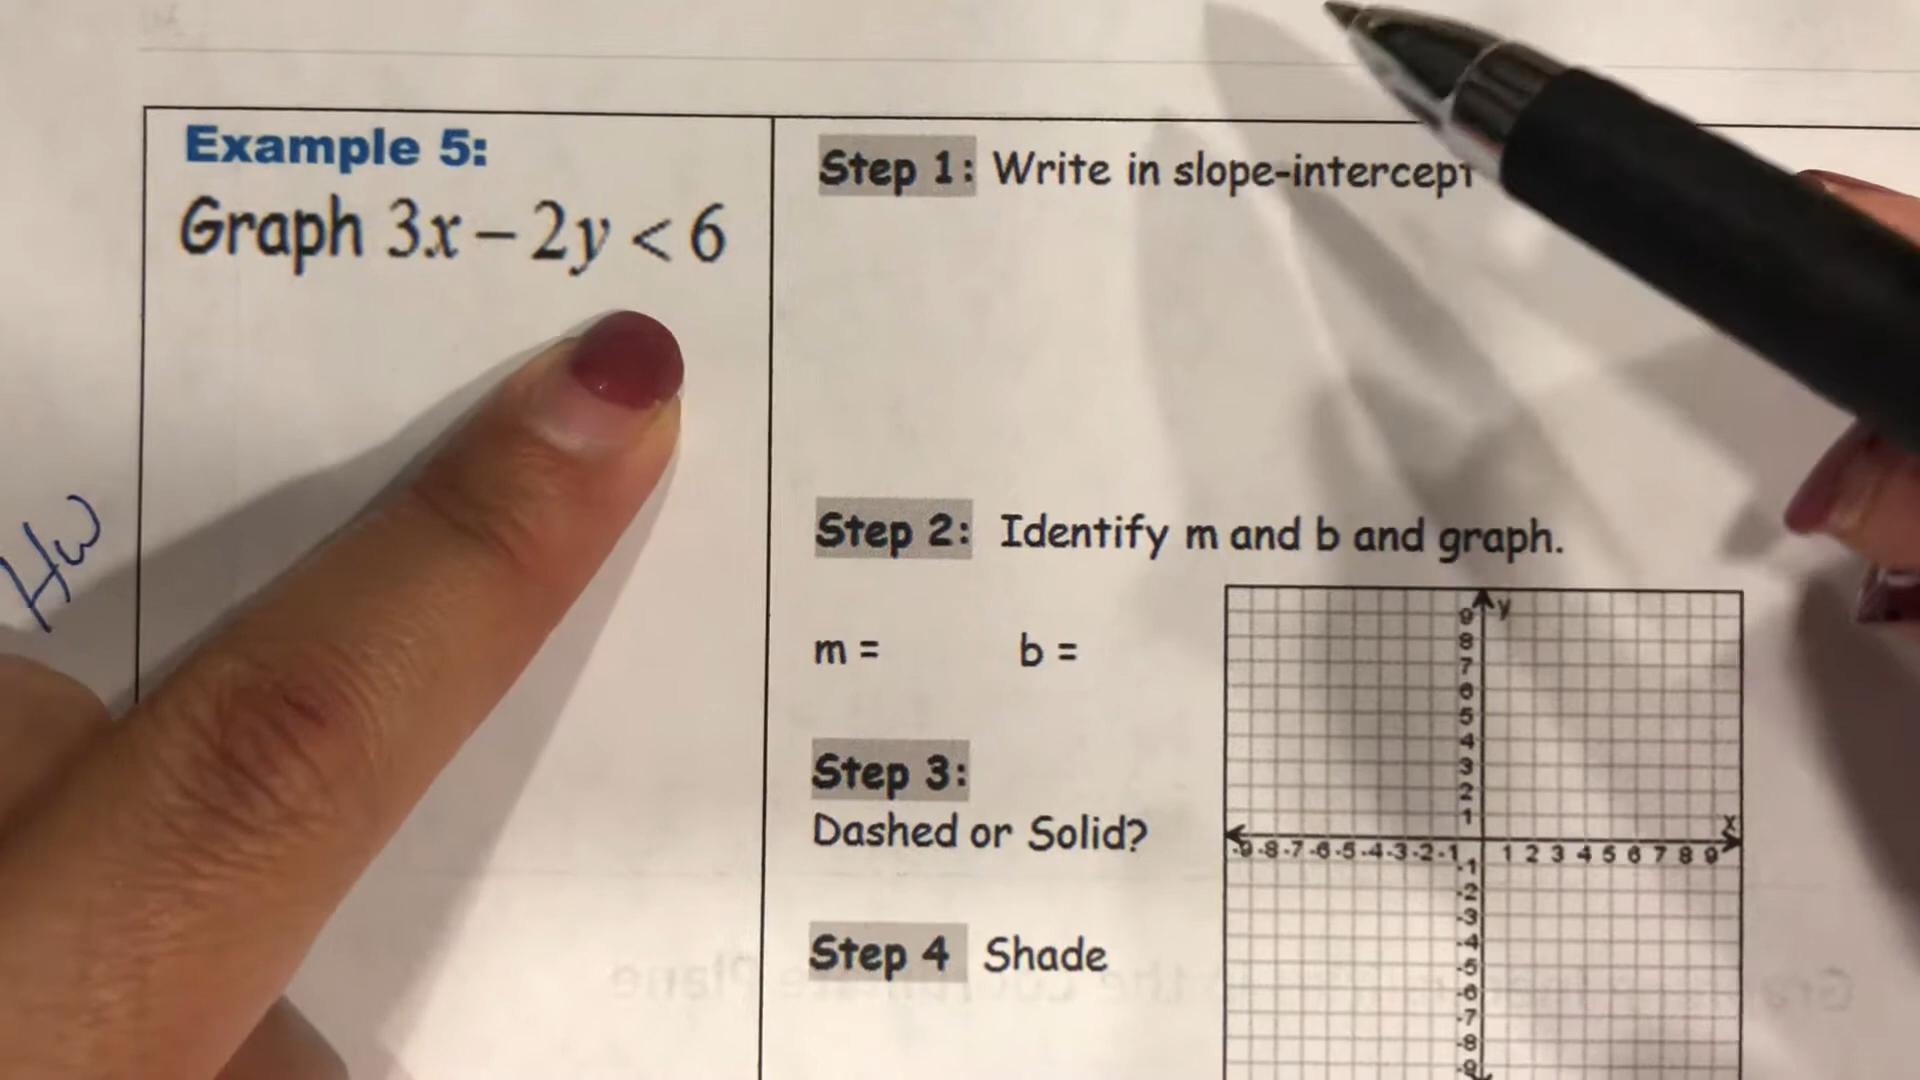 Example 5:
Graph 3x – 2y < 6
HW
Step 1: Write in slope-intercept
Step 2: Identify m and b and graph.
m = b =
Step 3:
Dashed or Solid?
Step 4 Shade
y
9
8
7
6
5
4
3
2
1
x
-9 -8 -7 -6 -5 -4 -3 -2 -1 1 2 3 4 5 6 7 8 9
-1
-2
-3
-4
-5
-6
-7
-8
-9